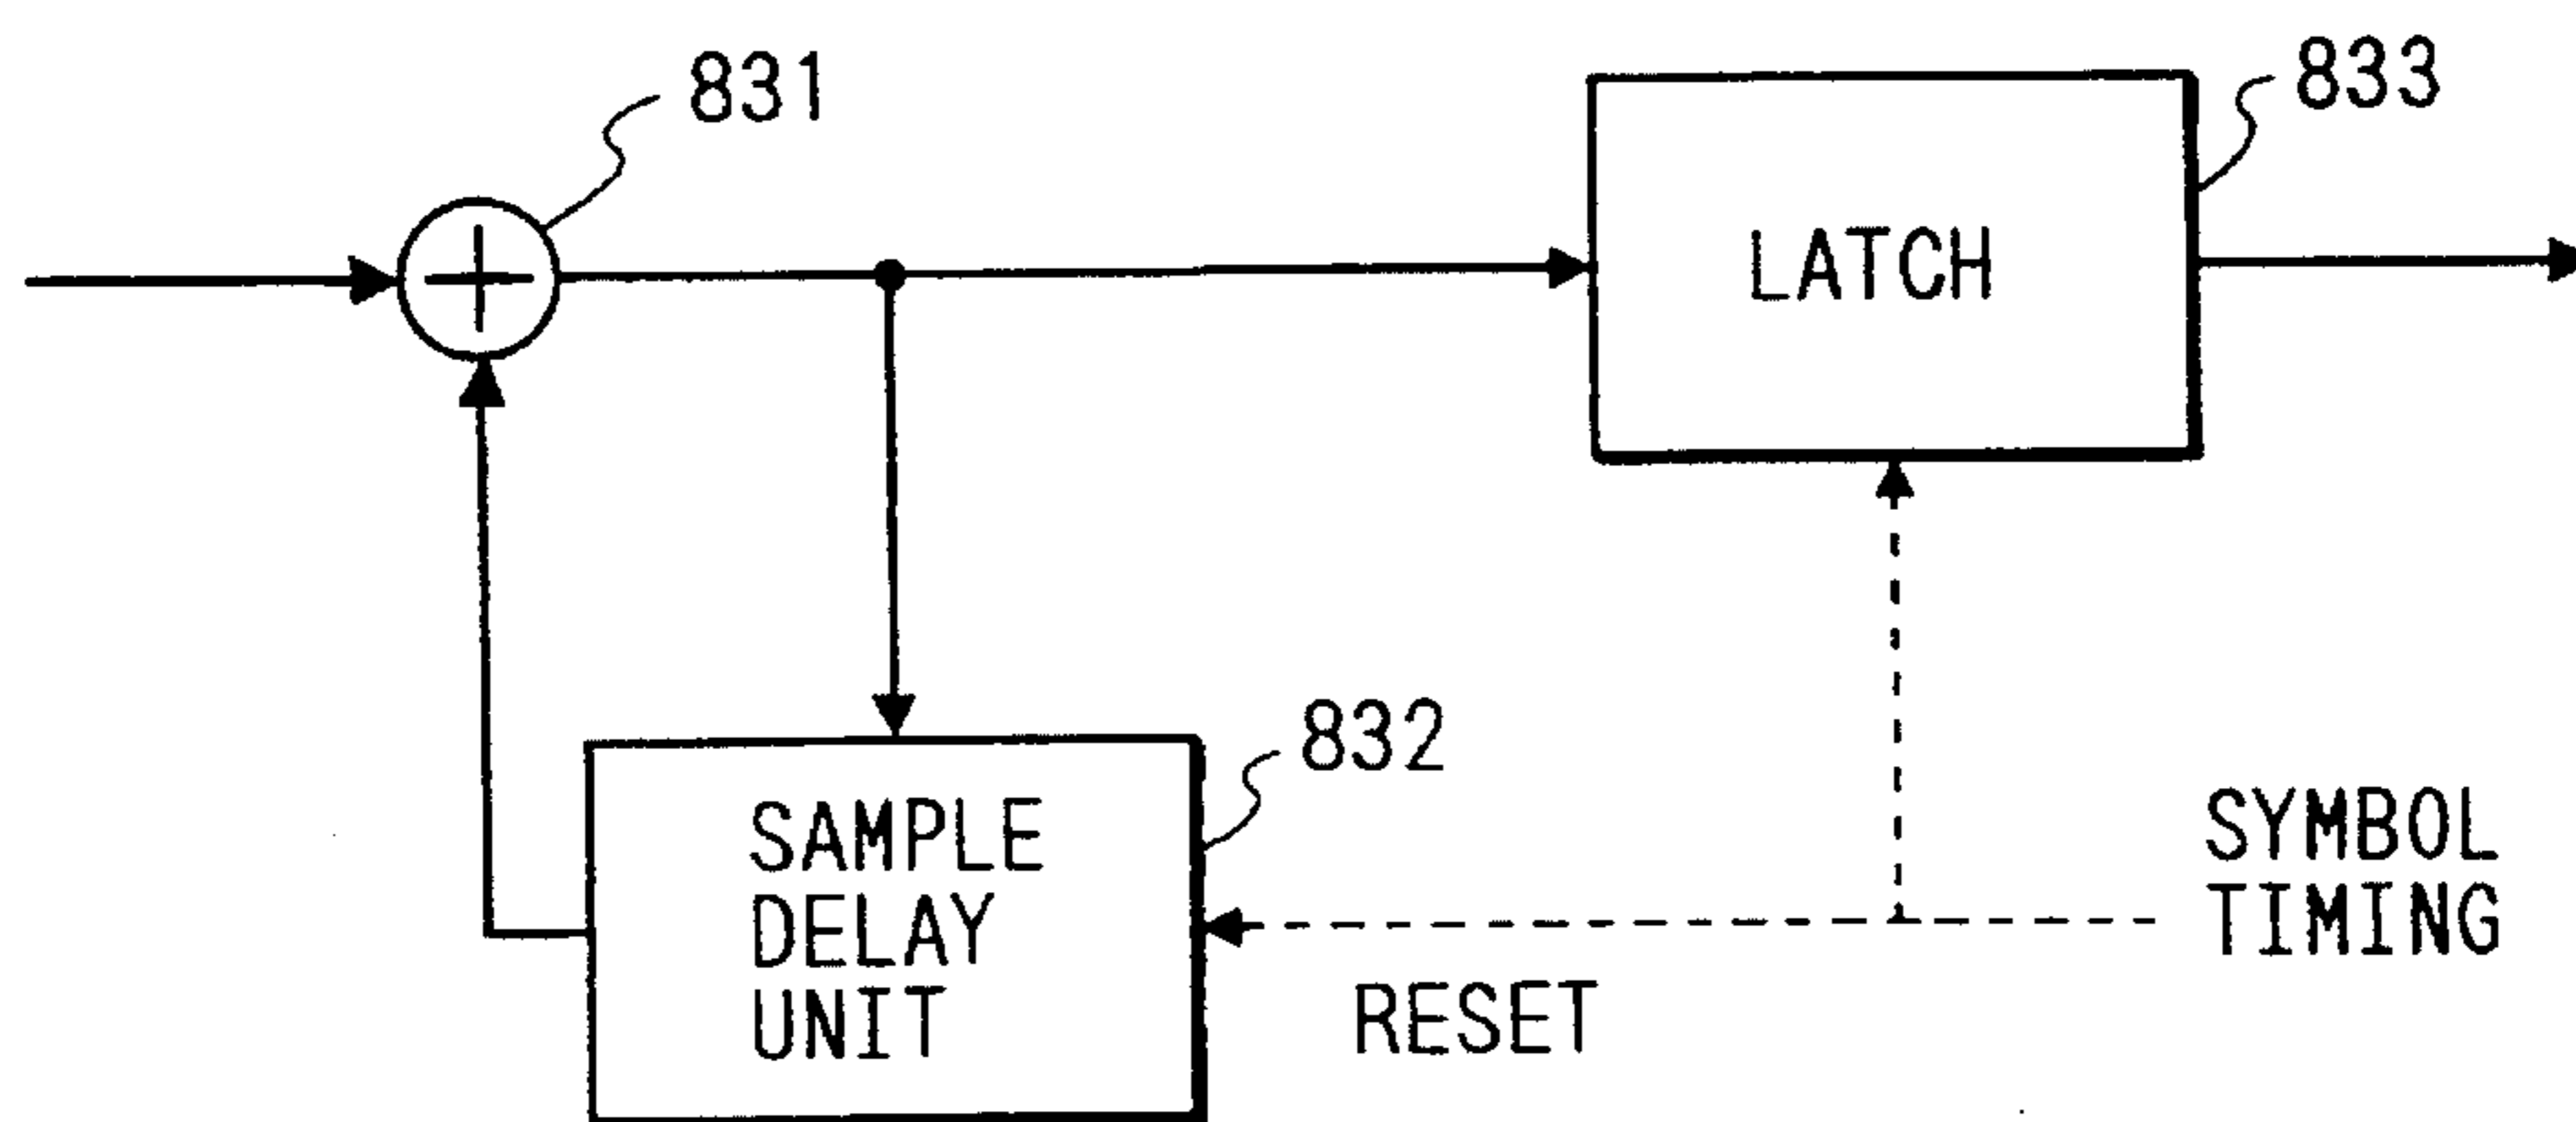 831
833
LATCH
832
SAMPLE
DELAY
UNIT
SYMBOL
TIMING
RESET